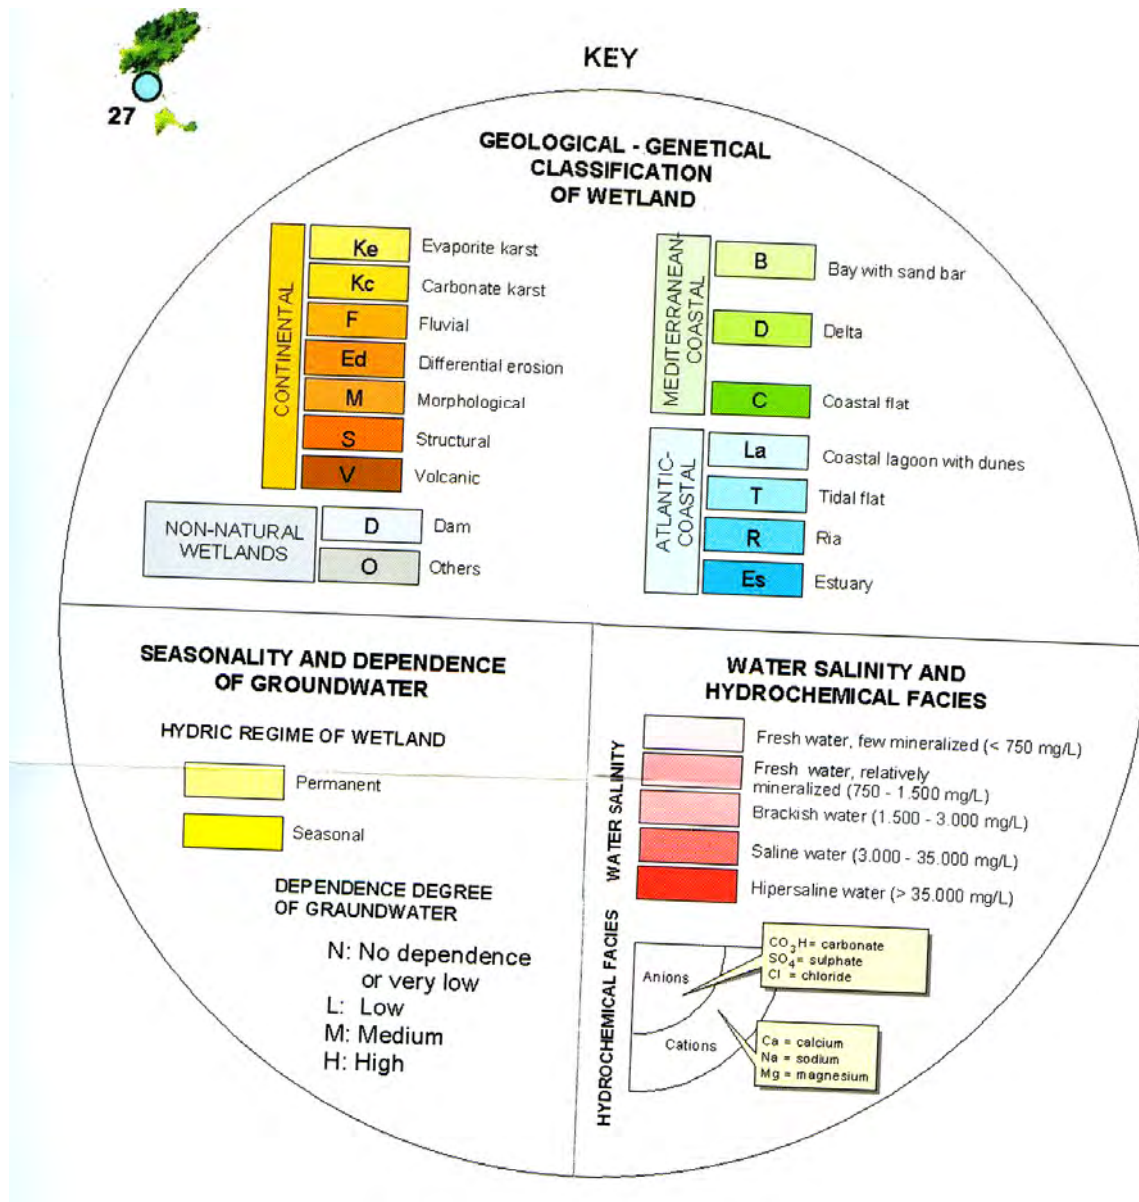 27
KEY
GEOLOGICAL - GENETICAL
CLASSIFICATION
OF WETLAND
CONTINENTAL
Ke Evaporite karst
Kc Carbonate karst
F Fluvial
Ed Differential erosion
M Morphological
S Structural
V Volcanic
NON-NATURAL
WETLANDS
D Dam
O Others
MEDITERRANEAN-
COASTAL
B Bay with sand bar
D Delta
C Coastal flat
ATLANTIC-
COASTAL
La Coastal lagoon with dunes
T Tidal flat
R Ria
Es Estuary
SEASONALITY AND DEPENDENCE
OF GROUNDWATER
HYDRIC REGIME OF WETLAND
Permanent
Seasonal
DEPENDENCE DEGREE
OF GRAUNDWATER
N: No dependence
or very low
L: Low
M: Medium
H: High
WATER SALINITY AND
HYDROCHEMICAL FACIES
WATER SALINITY
Fresh water, few mineralized (< 750 mg/L)
Fresh water, relatively
mineralized (750 - 1.500 mg/L)
Brackish water (1.500 - 3.000 mg/L)
Saline water (3.000 - 35.000 mg/L)
Hipersaline water (> 35.000 mg/L)
HYDROCHEMICAL FACIES
Anions
CO3H= carbonate
SO4= sulphate
Cl = chloride
Cations
Ca = calcium
Na = sodium
Mg = magnesium